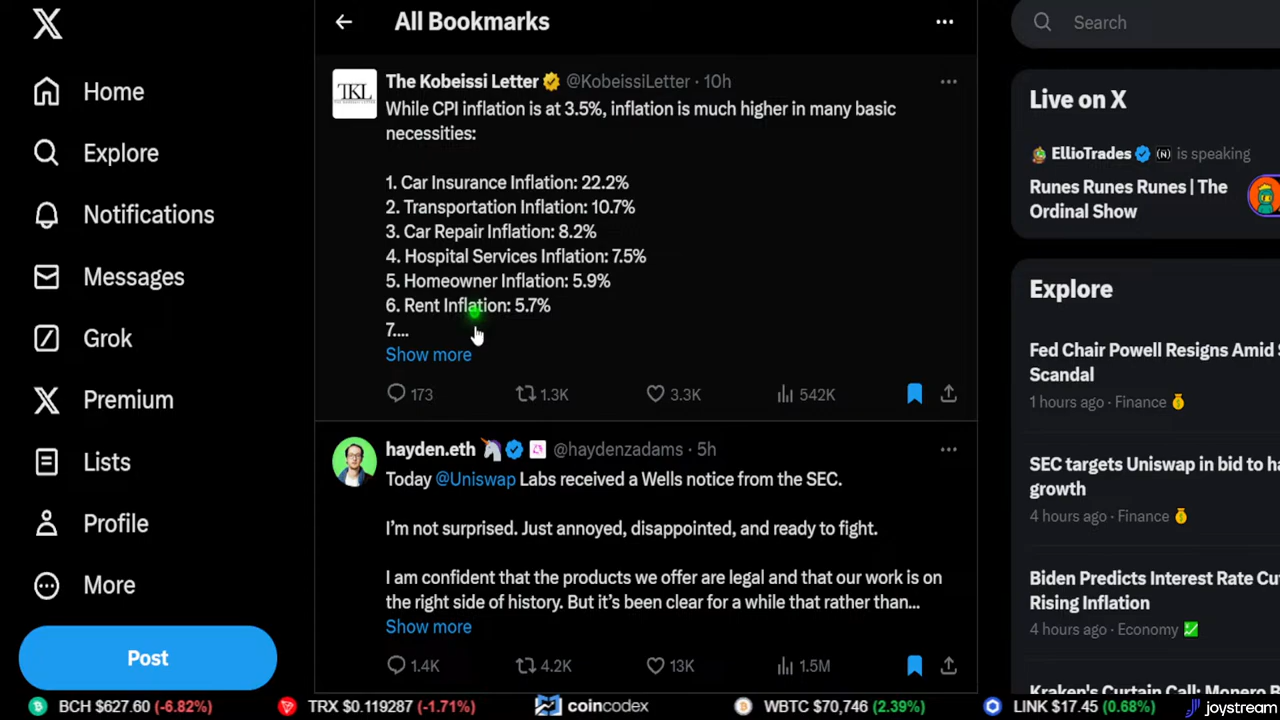 Home
Explore
Notifications
Messages
Grok
Premium
Lists
Profile
More
Post
All Bookmarks
TKL
The Kobeissi Letter @KobeissiLetter · 10h
While CPI inflation is at 3.5%, inflation is much higher in many basic
necessities:
1. Car Insurance Inflation: 22.2%
2. Transportation Inflation: 10.7%
3. Car Repair Inflation: 8.2%
4. Hospital Services Inflation: 7.5%
5. Homeowner Inflation: 5.9%
6. Rent Inflation: 5.7%
7....
Show more
173 1.3K 3.3K 542K
hayden.eth @haydenzadams · 5h
Today @Uniswap Labs received a Wells notice from the SEC.
I'm not surprised. Just annoyed, disappointed, and ready to fight.
I am confident that the products we offer are legal and that our work is on
the right side of history. But it's been clear for a while that rather than...
Show more
1.4K 4.2K 13K 1.5M
Search
Live on X
EllioTrades is speaking
Runes Runes Runes | The
Ordinal Show
Explore
Fed Chair Powell Resigns Amid
Scandal
1 hours ago · Finance
SEC targets Uniswap in bid to
growth
4 hours ago · Finance
Biden Predicts Interest Rate
Rising Inflation
4 hours ago · Economy
Kraken's Curtain Call: Monero
BCH $627.60 (-6.82%) TRX $0.119287 (-1.71%) coincodex WBTC $70,746 (2.39%) LINK $17.45 (0.68%) joystream